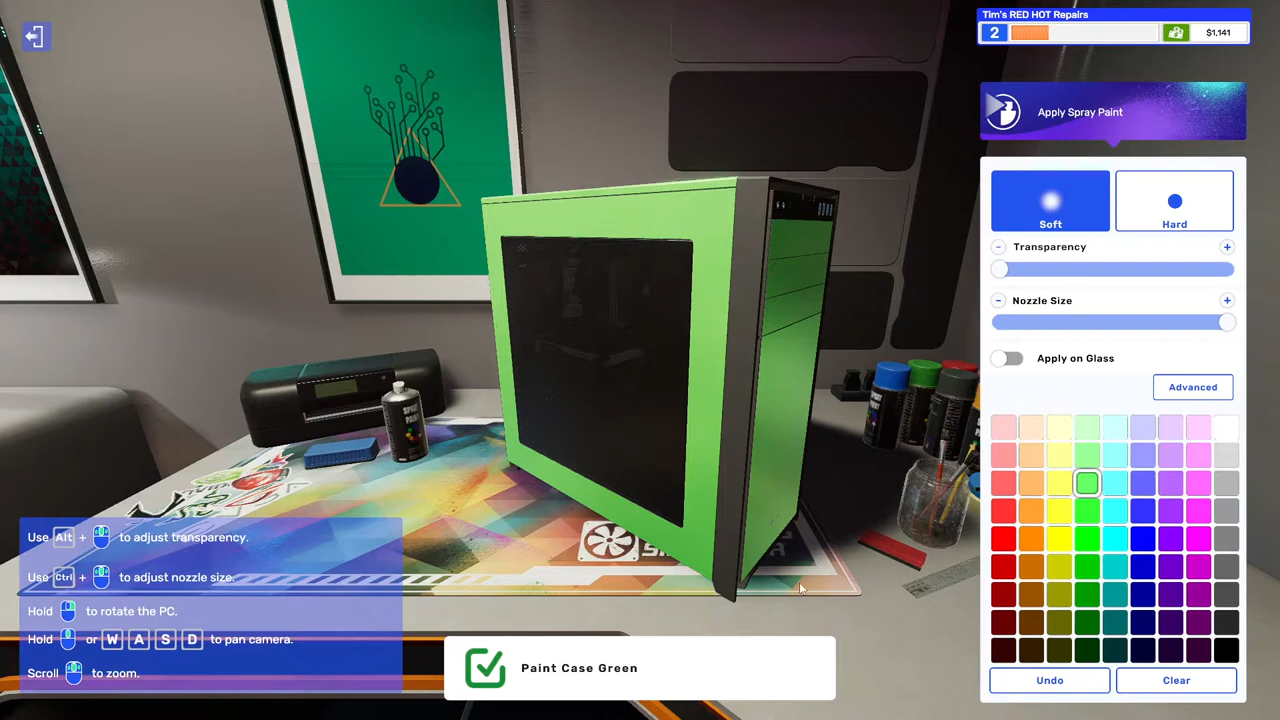 Tim's RED HOT Repairs
2
$1,141
Apply Spray Paint
Soft
Hard
Transparency
Nozzle Size
Apply on Glass
Advanced
SPRAY PAINT
Use Alt + to adjust transparency.
Use Ctrl + to adjust nozzle size.
Hold to rotate the PC.
Hold or W A S D to pan camera.
Scroll to zoom.
Paint Case Green
Undo
Clear